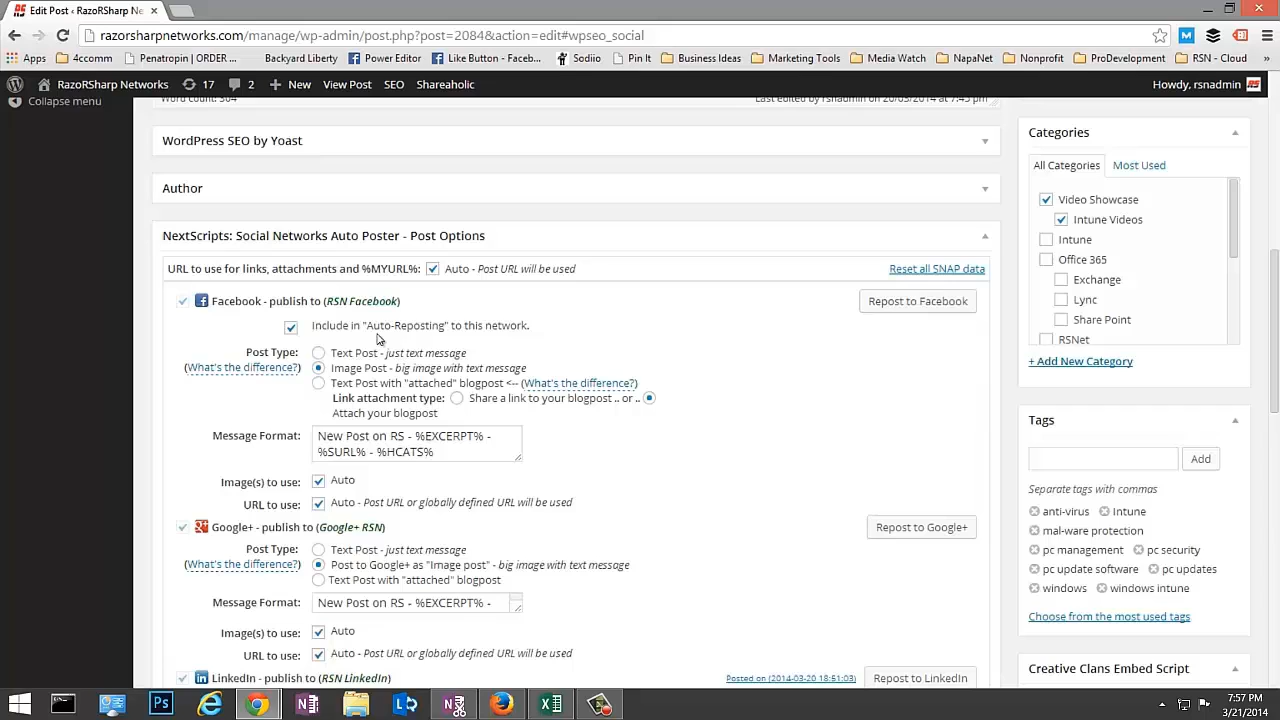 Edit Post ‹ RazoRSharp Ne
razorsharpnetworks.com/manage/wp-admin/post.php?post=2084&action=edit#wpseo_social
Apps 4ccomm Penatropin | ORDER ... Backyard Liberty Power Editor Like Button - Faceb... Sodiio Pin It Business Ideas Marketing Tools Media Watch NapaNet Nonprofit ProDevelopment RSN - Cloud »
RazorSharp Networks 17 2 + New View Post SEO Shareaholic Howdy, rsnadmin
Collapse menu
Word count: 304 Last edited by rsnadmin on 20/03/2014 at 7:45 pm
WordPress SEO by Yoast
Author
NextScripts: Social Networks Auto Poster - Post Options
URL to use for links, attachments and %MYURL%: Auto - Post URL will be used Reset all SNAP data
Facebook - publish to (RSN Facebook) Repost to Facebook
Include in "Auto-Reposting" to this network.
Post Type: Text Post - just text message
(What's the difference?) Image Post - big image with text message
Text Post with "attached" blogpost <-- (What's the difference?)
Link attachment type: Share a link to your blogpost .. or ..
Attach your blogpost
Message Format: New Post on RS - %EXCERPT% -
%SURL% - %HCATS%
Image(s) to use: Auto
URL to use: Auto - Post URL or globally defined URL will be used
Google+ - publish to (Google+ RSN) Repost to Google+
Post Type: Text Post - just text message
(What's the difference?) Post to Google+ as "Image post" - big image with text message
Text Post with "attached" blogpost
Message Format: New Post on RS - %EXCERPT% -
Image(s) to use: Auto
URL to use: Auto - Post URL or globally defined URL will be used
LinkedIn - publish to (RSN LinkedIn) Posted on (2014-03-20 18:51:03) Repost to LinkedIn
Categories
All Categories Most Used
Video Showcase
Intune Videos
Intune
Office 365
Exchange
Lync
Share Point
RSNet
+ Add New Category
Tags
Add
Separate tags with commas
anti-virus Intune
mal-ware protection
pc management pc security
pc update software pc updates
windows windows intune
Choose from the most used tags
Creative Clans Embed Script
7:57 PM
3/21/2014